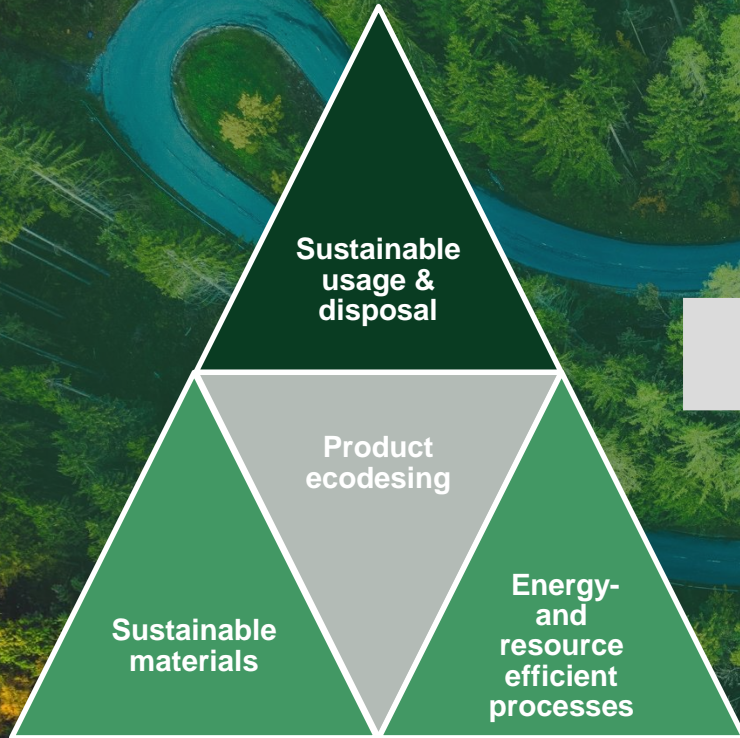 Sustainable
usage &
disposal
Product
ecodesing
Sustainable
materials
Energy-
and
resource
efficient
processes